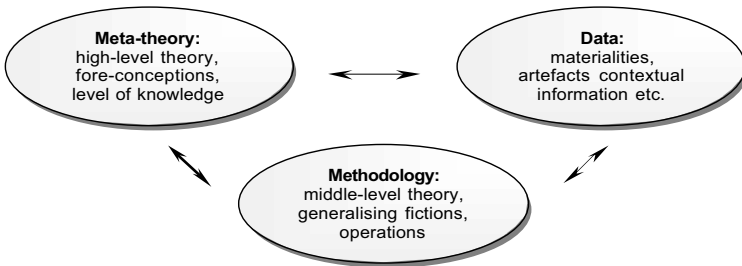 Meta-theory:
high-level theory,
fore-conceptions,
level of knowledge
Data:
materialities,
artefacts contextual
information etc.
Methodology:
middle-level theory,
generalising fictions,
operations